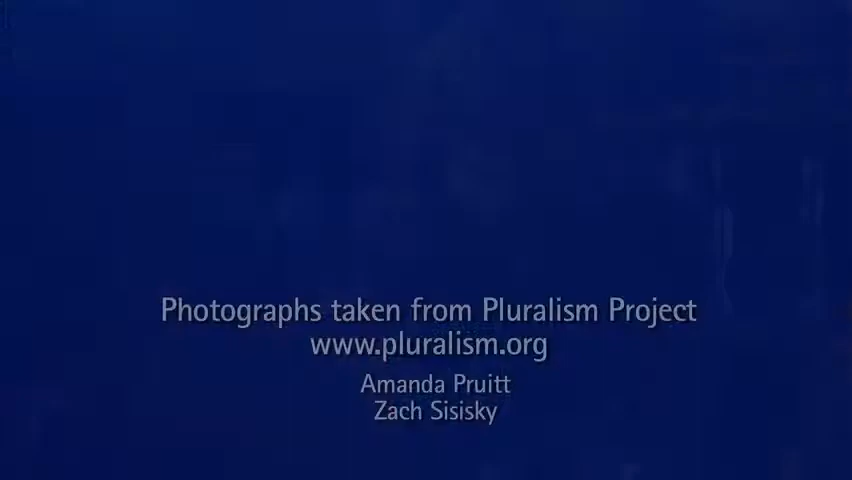 Photographs taken from Pluralism Project
www.pluralism.org
Amanda Pruitt
Zach Sisisky